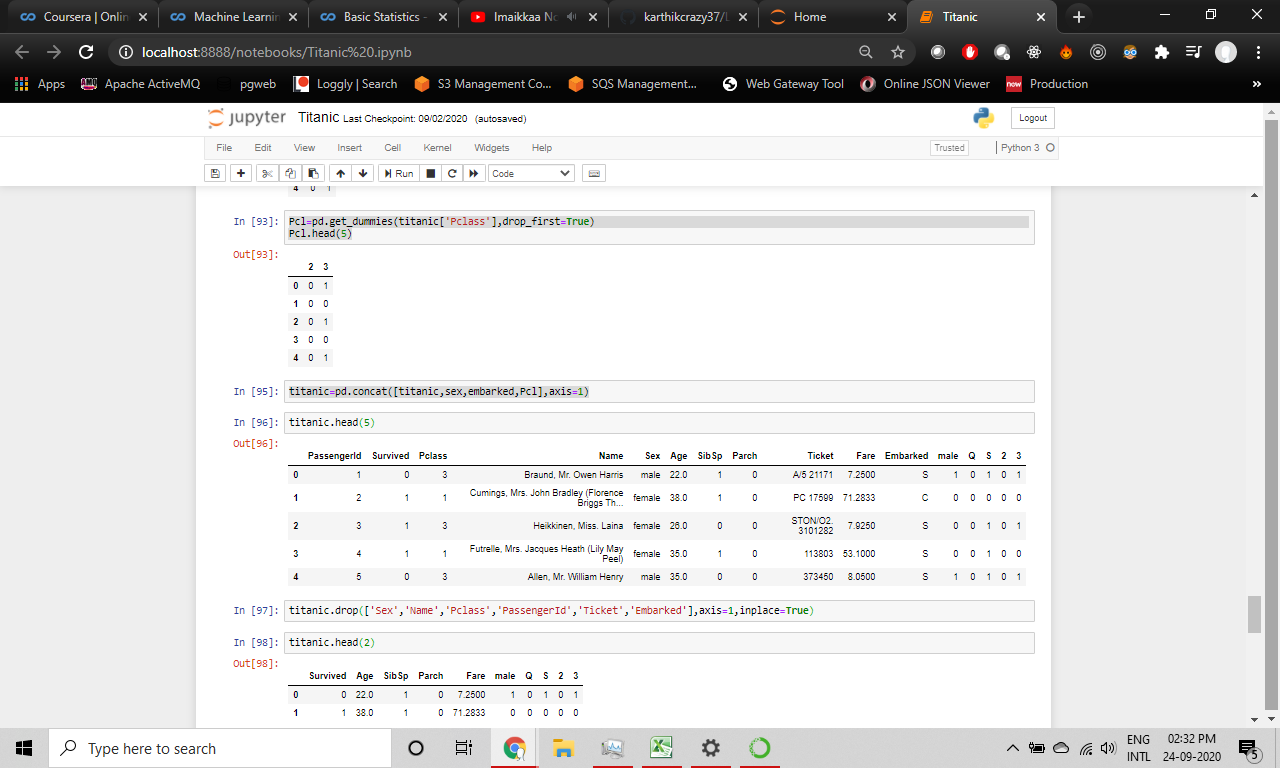 Coursera | Onlin
Machine Learnin
Basic Statistics -
Imaikkaa No
karthikcrazy37/L
Home
Titanic
localhost:8888/notebooks/Titanic%20.ipynb
Apps
Apache ActiveMQ
pgweb
Loggly | Search
S3 Management Co...
SQS Management...
Web Gateway Tool
Online JSON Viewer
now
Production
»
jupyter Titanic Last Checkpoint: 09/02/2020 (autosaved)
Logout
File Edit View Insert Cell Kernel Widgets Help
Trusted
Python 3
Run
Code
4 0 1
In [93]: Pcl=pd.get_dummies(titanic['Pclass'],drop_first=True)
Pcl.head(5)
Out[93]:
2 3
0 0 1
1 0 0
2 0 1
3 0 0
4 0 1
In [95]: titanic=pd.concat([titanic,sex,embarked,Pcl],axis=1)
In [96]: titanic.head(5)
Out[96]:
PassengerId Survived Pclass Name Sex Age SibSp Parch Ticket Fare Embarked male Q S 2 3
0 1 0 3 Braund, Mr. Owen Harris male 22.0 1 0 A/5 21171 7.2500 S 1 0 1 0 1
1 2 1 1 Cumings, Mrs. John Bradley (Florence Briggs Th... female 38.0 1 0 PC 17599 71.2833 C 0 0 0 0 0
2 3 1 3 Heikkinen, Miss. Laina female 26.0 0 0 STON/O2. 3101282 7.9250 S 0 0 1 0 1
3 4 1 1 Futrelle, Mrs. Jacques Heath (Lily May Peel) female 35.0 1 0 113803 53.1000 S 0 0 1 0 0
4 5 0 3 Allen, Mr. William Henry male 35.0 0 0 373450 8.0500 S 1 0 1 0 1
In [97]: titanic.drop(['Sex','Name','Pclass','PassengerId','Ticket','Embarked'],axis=1,inplace=True)
In [98]: titanic.head(2)
Out[98]:
Survived Age SibSp Parch Fare male Q S 2 3
0 0 22.0 1 0 7.2500 1 0 1 0 1
1 1 38.0 1 0 71.2833 0 0 0 0 0
Type here to search
ENG
INTL
02:32 PM
24-09-2020
5